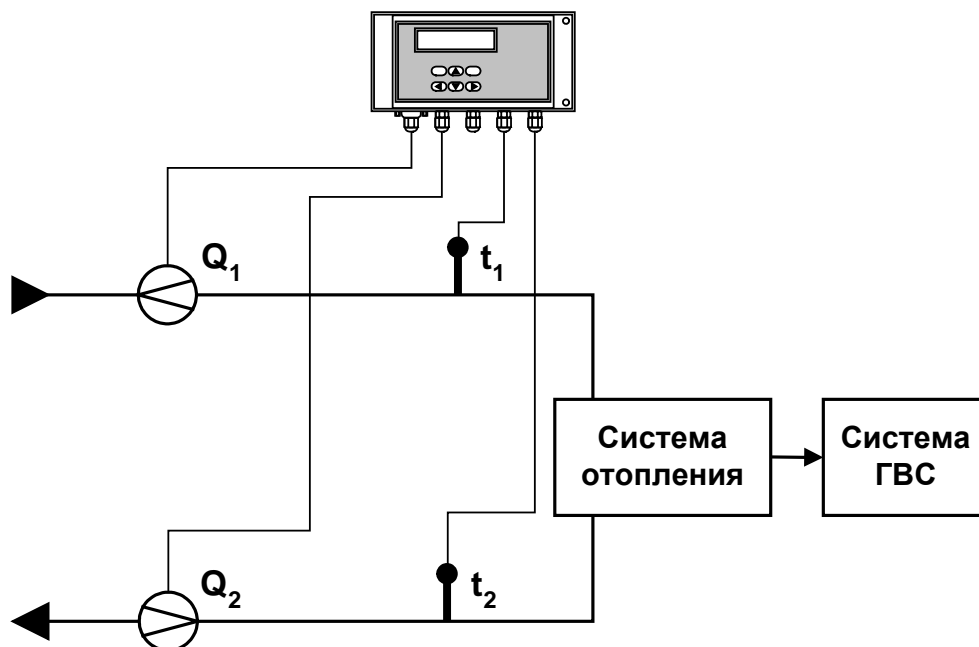 Q1
t1
Система
отопления
Система
ГВС
Q2
t2